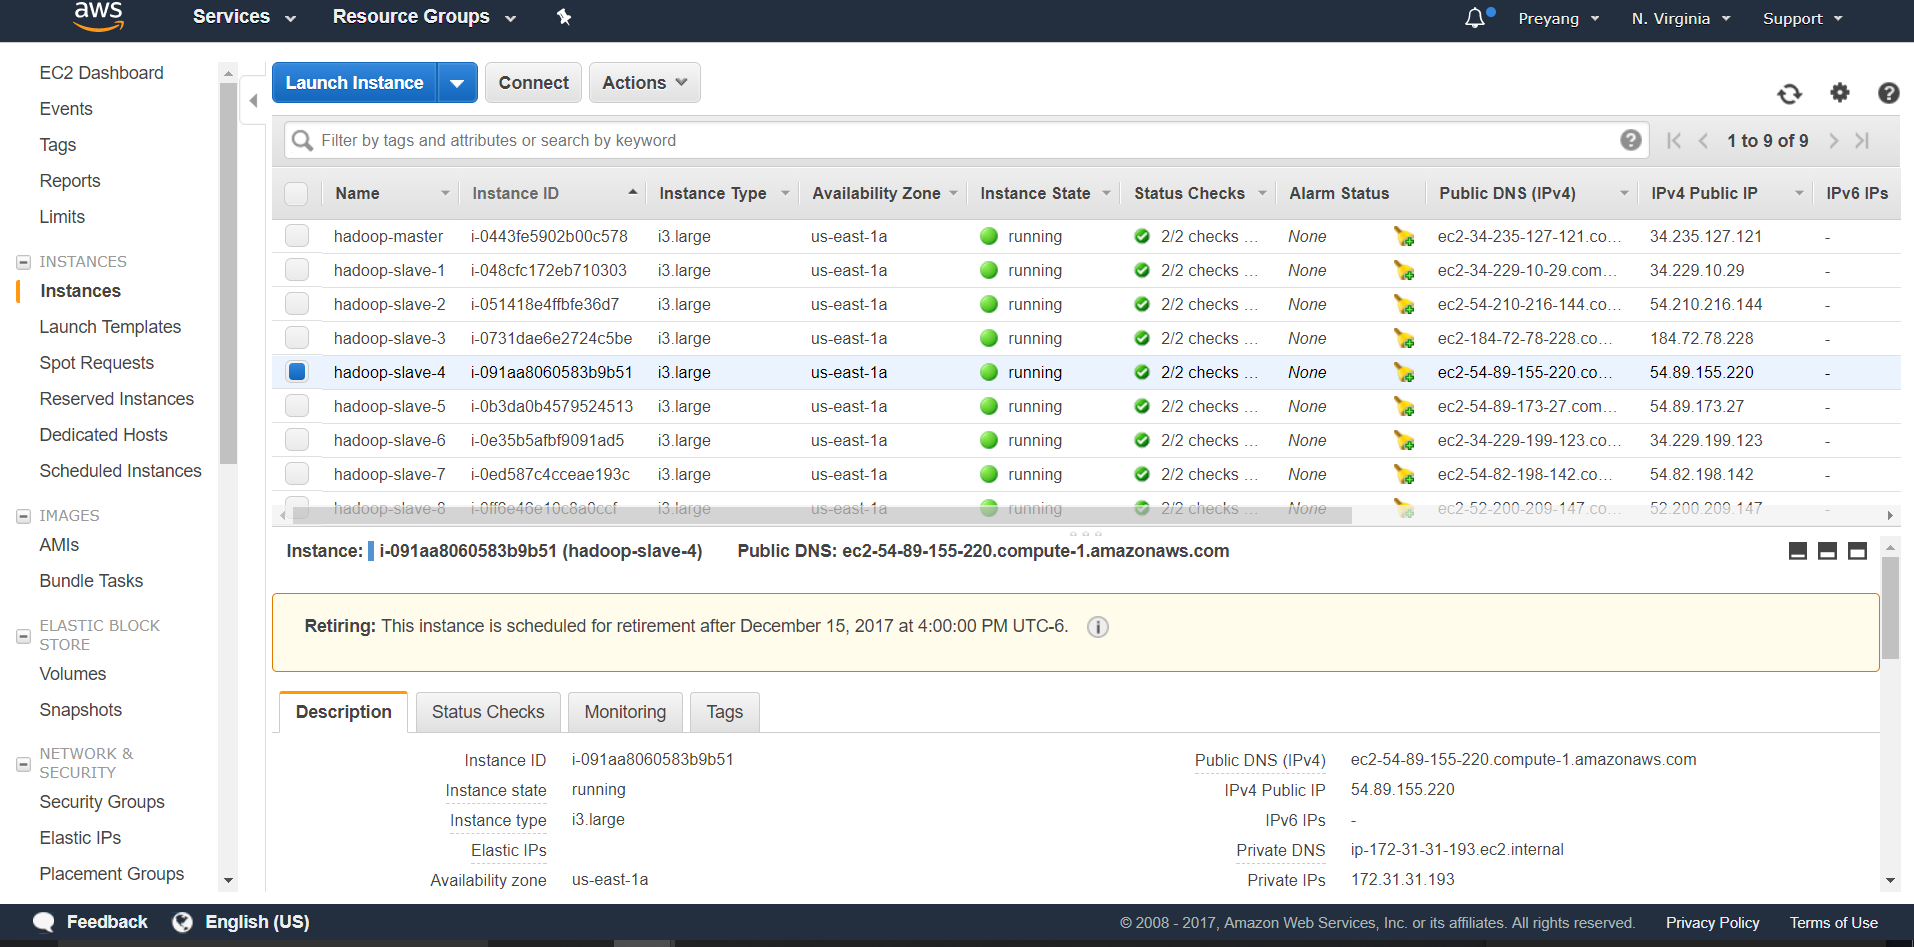 aws Services Resource Groups Preyang N. Virginia Support
EC2 Dashboard
Events
Tags
Reports
Limits
INSTANCES
Instances
Launch Templates
Spot Requests
Reserved Instances
Dedicated Hosts
Scheduled Instances
IMAGES
AMIs
Bundle Tasks
ELASTIC BLOCK
STORE
Volumes
Snapshots
NETWORK &
SECURITY
Security Groups
Elastic IPs
Placement Groups
Launch Instance Connect Actions
Filter by tags and attributes or search by keyword 1 to 9 of 9
Name Instance ID Instance Type Availability Zone Instance State Status Checks Alarm Status Public DNS (IPv4) IPv4 Public IP IPv6 IPs
hadoop-master i-0443fe5902b00c578 i3.large us-east-1a running 2/2 checks ... None ec2-34-235-127-121.co... 34.235.127.121 -
hadoop-slave-1 i-048cfc172eb710303 i3.large us-east-1a running 2/2 checks ... None ec2-34-229-10-29.com... 34.229.10.29 -
hadoop-slave-2 i-051418e4ffbfe36d7 i3.large us-east-1a running 2/2 checks ... None ec2-54-210-216-144.co... 54.210.216.144 -
hadoop-slave-3 i-0731dae6e2724c5be i3.large us-east-1a running 2/2 checks ... None ec2-184-72-78-228.co... 184.72.78.228 -
hadoop-slave-4 i-091aa8060583b9b51 i3.large us-east-1a running 2/2 checks ... None ec2-54-89-155-220.co... 54.89.155.220 -
hadoop-slave-5 i-0b3da0b4579524513 i3.large us-east-1a running 2/2 checks ... None ec2-54-89-173-27.com... 54.89.173.27 -
hadoop-slave-6 i-0e35b5afbf9091ad5 i3.large us-east-1a running 2/2 checks ... None ec2-34-229-199-123.co... 34.229.199.123 -
hadoop-slave-7 i-0ed587c4cceae193c i3.large us-east-1a running 2/2 checks ... None ec2-54-82-198-142.co... 54.82.198.142 -
hadoop-slave-8 i-0ff6e46e10c8a0ccf i3.large us-east-1a running 2/2 checks ... None ec2-52-200-209-147.co... 52.200.209.147 -
Instance: i-091aa8060583b9b51 (hadoop-slave-4) Public DNS: ec2-54-89-155-220.compute-1.amazonaws.com
Retiring: This instance is scheduled for retirement after December 15, 2017 at 4:00:00 PM UTC-6.
Description Status Checks Monitoring Tags
Instance ID i-091aa8060583b9b51 Public DNS (IPv4) ec2-54-89-155-220.compute-1.amazonaws.com
Instance state running IPv4 Public IP 54.89.155.220
Instance type i3.large IPv6 IPs -
Elastic IPs Private DNS ip-172-31-31-193.ec2.internal
Availability zone us-east-1a Private IPs 172.31.31.193
Feedback English (US) © 2008 - 2017, Amazon Web Services, Inc. or its affiliates. All rights reserved. Privacy Policy Terms of Use